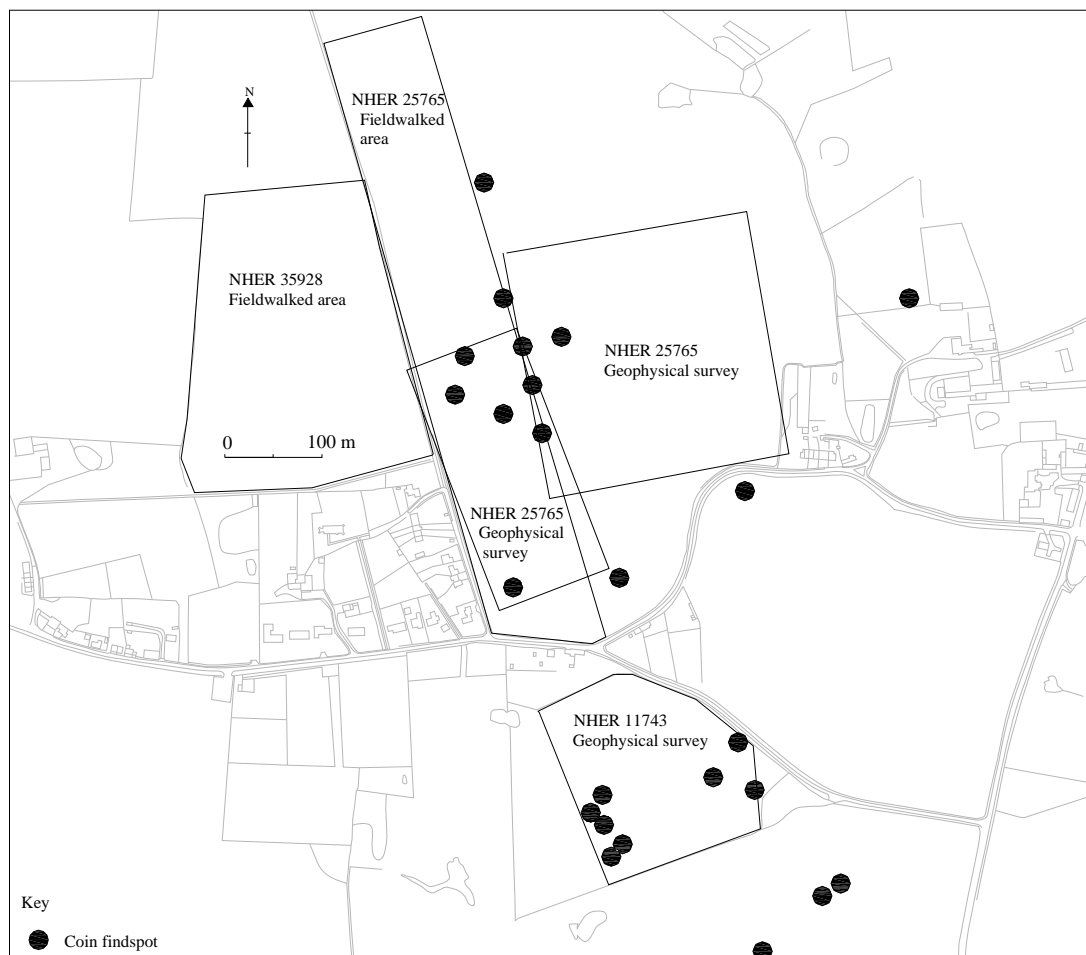 NHER 25765
Fieldwalked
area
N
NHER 35928
Fieldwalked area
NHER 25765
Geophysical survey
0 100 m
NHER 25765
Geophysical
survey
NHER 11743
Geophysical survey
Key
Coin findspot